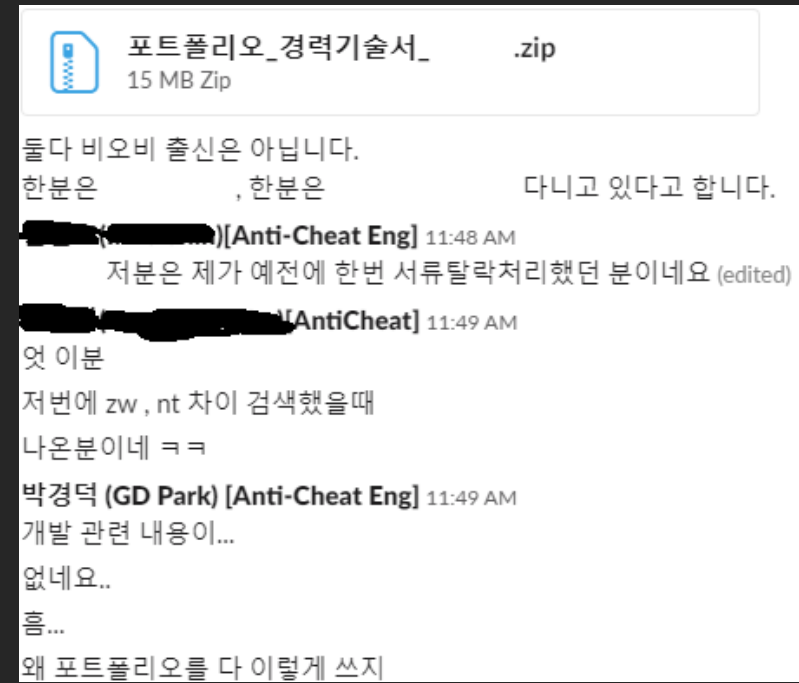 포트폴리오_경력기술서_ .zip
15 MB Zip
둘다 비오비 출신은 아닙니다.
한분은 , 한분은 다니고 있다고 합니다.
( )[Anti-Cheat Eng] 11:48 AM
저분은 제가 예전에 한번 서류탈락처리했던 분이네요 (edited)
( )[AntiCheat] 11:49 AM
엇 이분
저번에 zw , nt 차이 검색했을때
나온분이네 ㅋㅋ
박경덕 (GD Park) [Anti-Cheat Eng] 11:49 AM
개발 관련 내용이...
없네요..
흠...
왜 포트폴리오를 다 이렇게 쓰지